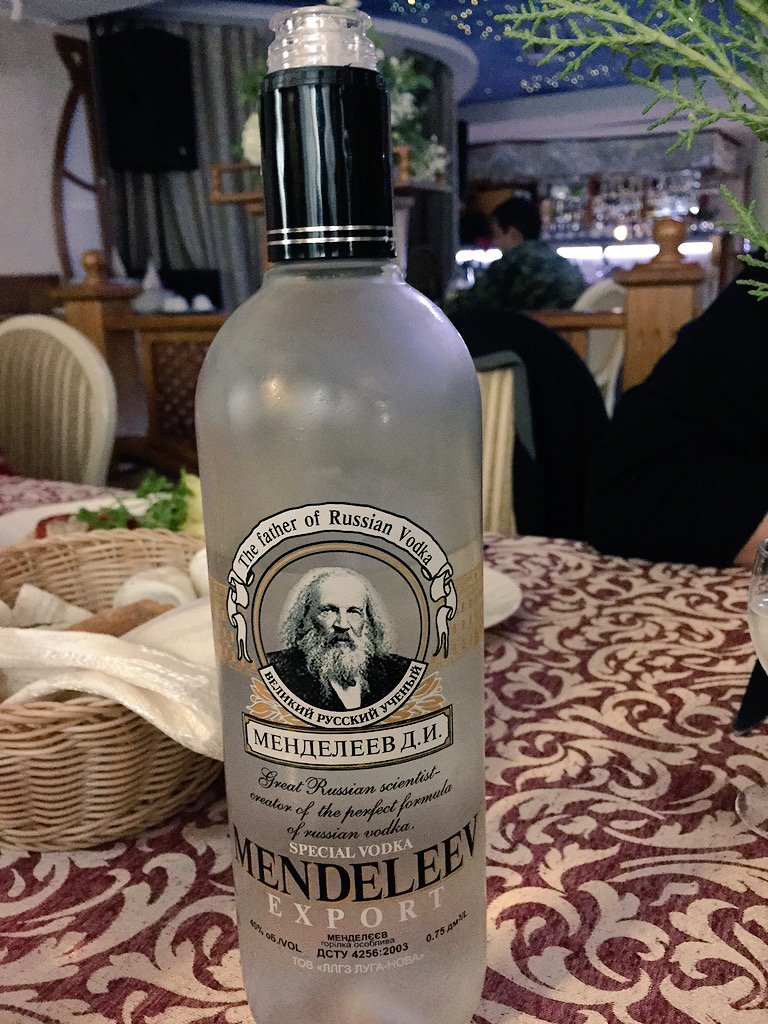 The father of Russian Vodka
ВЕЛИКИЙ РУССКИЙ УЧЕНЫЙ
МЕНДЕЛЕЕВ Д.И.
Great Russian scientist-
creator of the perfect formula
of russian vodka.
SPECIAL VODKA
MENDELEEV
EXPORT
40% об./VOL
МЕНДЕЛЄЄВ
горілка особлива
ДСТУ 4256:2003
0.75 дм³/L
ТОВ «ЛЛГЗ ЛУГА-НОВА»